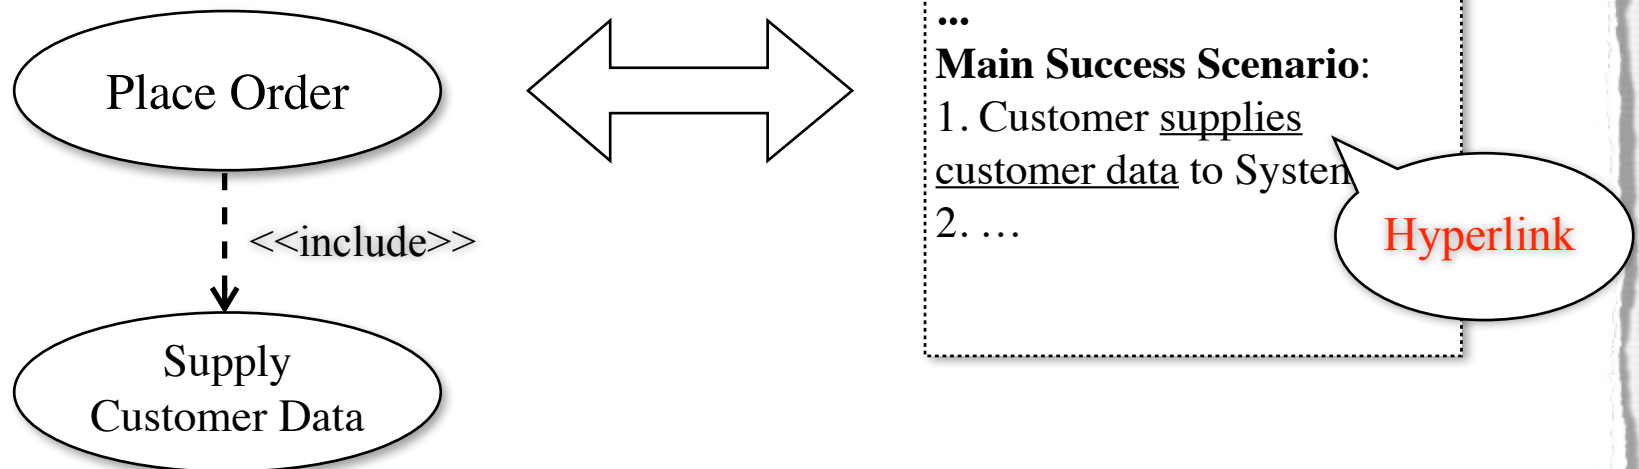 Place Order
<<include>>
Supply
Customer Data
...
Main Success Scenario:
1. Customer supplies
customer data to System
2. …
Hyperlink